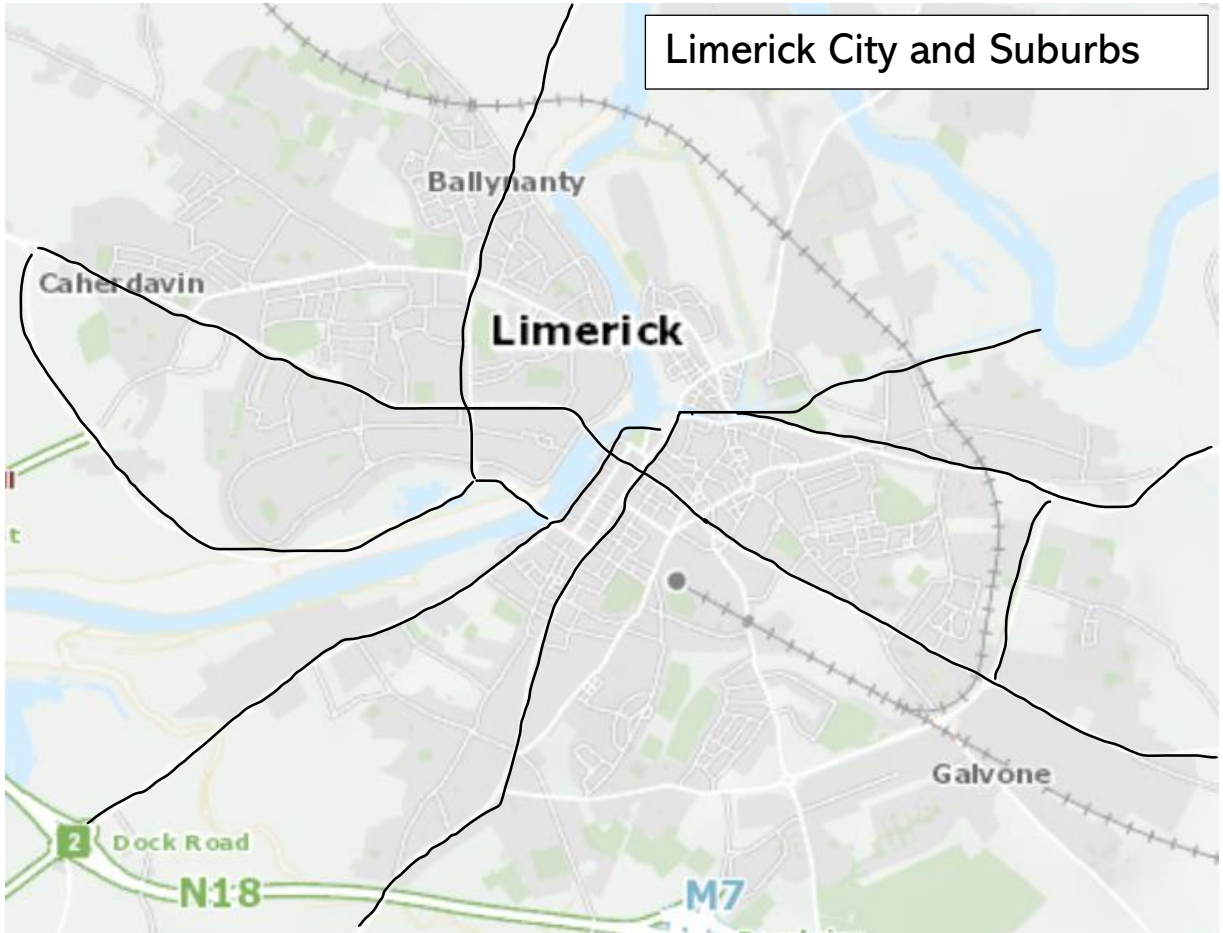 Limerick City and Suburbs
Ballynanty
Caherdavin
Limerick
t
Galvone
2 Dock Road
N18
M7